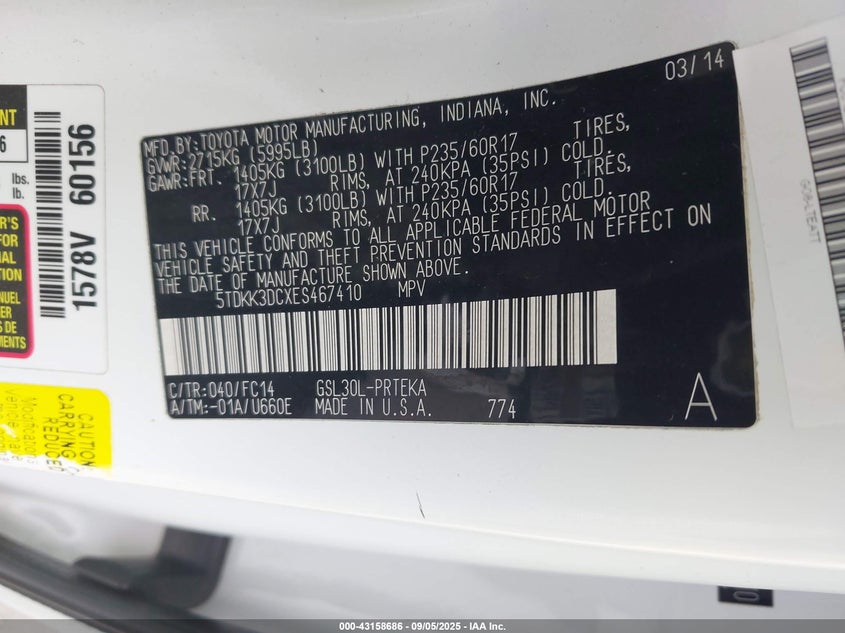 03/14
MFD.BY:TOYOTA MOTOR MANUFACTURING, INDIANA, INC.
GVWR:2715KG (5995LB)
GAWR:FRT. 1405KG (3100LB) WITH P235/60R17 TIRES,
17X7J RIMS, AT 240KPA (35PSI) COLD.
RR. 1405KG (3100LB) WITH P235/60R17 TIRES,
17X7J RIMS, AT 240KPA (35PSI) COLD.
THIS VEHICLE CONFORMS TO ALL APPLICABLE FEDERAL MOTOR
VEHICLE SAFETY AND THEFT PREVENTION STANDARDS IN EFFECT ON
THE DATE OF MANUFACTURE SHOWN ABOVE.
5TDKK3DCXES467410 MPV
C/TR:040/FC14 GSL30L-PRTEKA
A/TM:-01A/U660E MADE IN U.S.A. 774
A
1578V 60156
lbs.
lb.
FOR
CAUTION
CARRYING
REDUCED
000-43158686 - 09/05/2025 - IAA Inc.